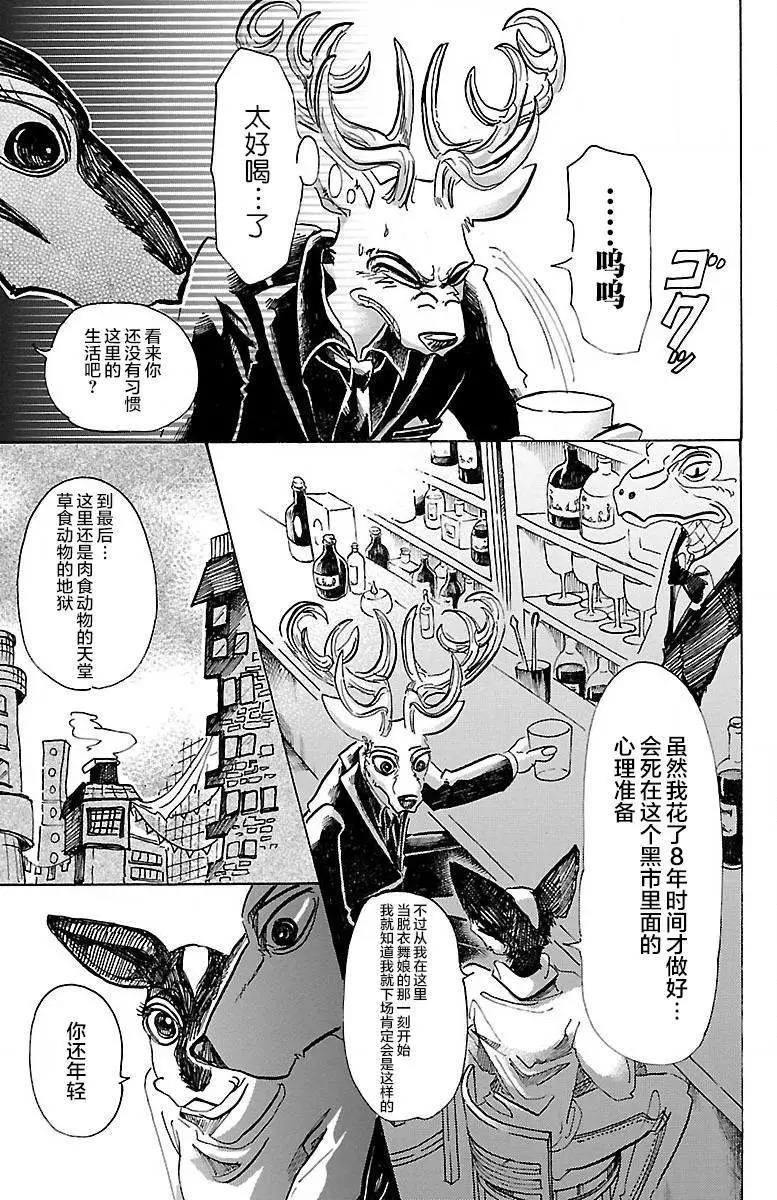 ……呜呜
ゴクッ
太好喝…了
看来你
还没有习惯
这里的
生活吧？
虽然我花了8年时间才做好…
会死在这个黑市里面的
心理准备
不过从我在这里
当脱衣舞娘的那一刻开始
我就知道我就下场肯定会是这样的
到最后…
这里还是肉食动物的天堂
草食动物的地狱
你还年轻